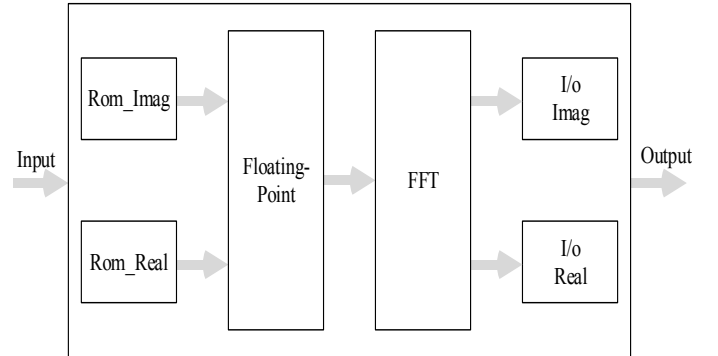 Input
Rom_Imag
Rom_Real
Floating-
Point
FFT
I/o
Imag
I/o
Real
Output